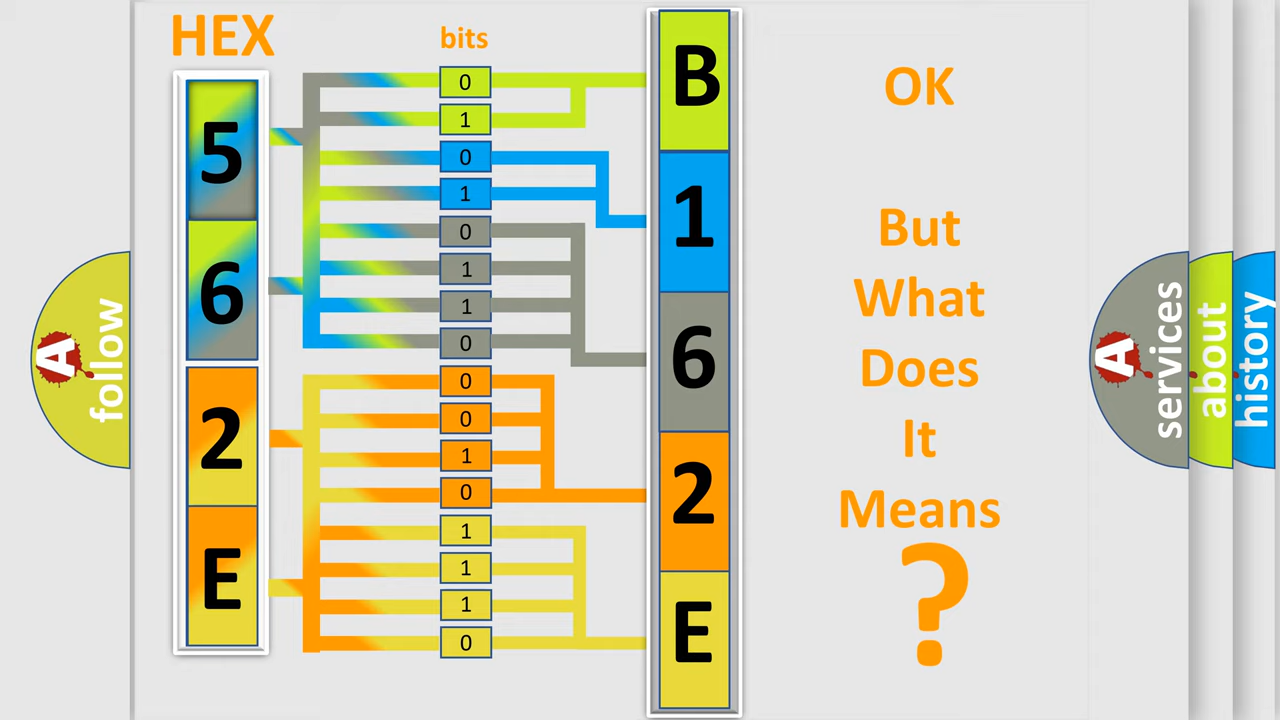 HEX
bits
5
6
2
E
0
1
0
1
0
1
1
0
0
0
1
0
1
1
1
0
B
1
6
2
E
OK
But
What
Does
It
Means
?
A
follow
A
services
about
history